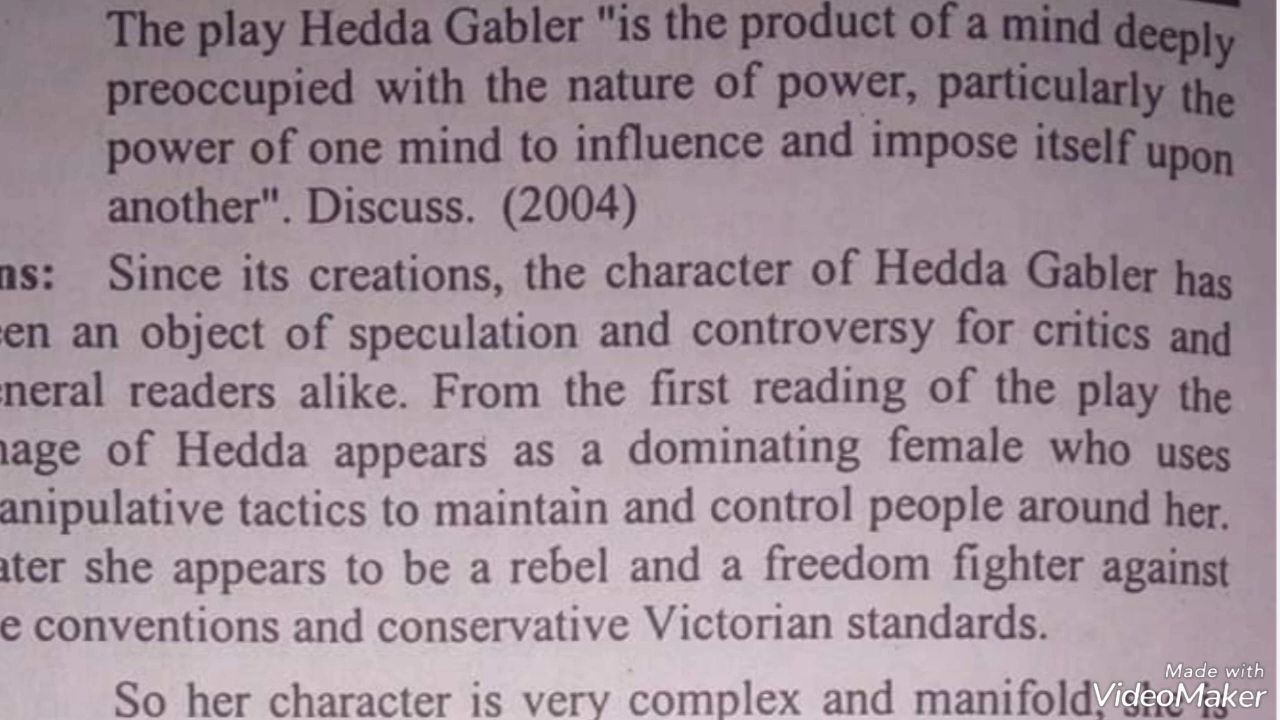 The play Hedda Gabler "is the product of a mind deeply
preoccupied with the nature of power, particularly the
power of one mind to influence and impose itself upon
another". Discuss. (2004)
ns: Since its creations, the character of Hedda Gabler has
een an object of speculation and controversy for critics and
eneral readers alike. From the first reading of the play the
nage of Hedda appears as a dominating female who uses
anipulative tactics to maintain and control people around her.
ater she appears to be a rebel and a freedom fighter against
e conventions and conservative Victorian standards.
So her character is very complex and manifold. she is
Made with
VideoMaker